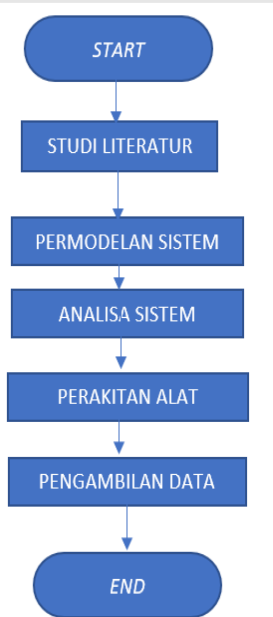 START
STUDI LITERATUR
PERMODELAN SISTEM
ANALISA SISTEM
PERAKITAN ALAT
PENGAMBILAN DATA
END